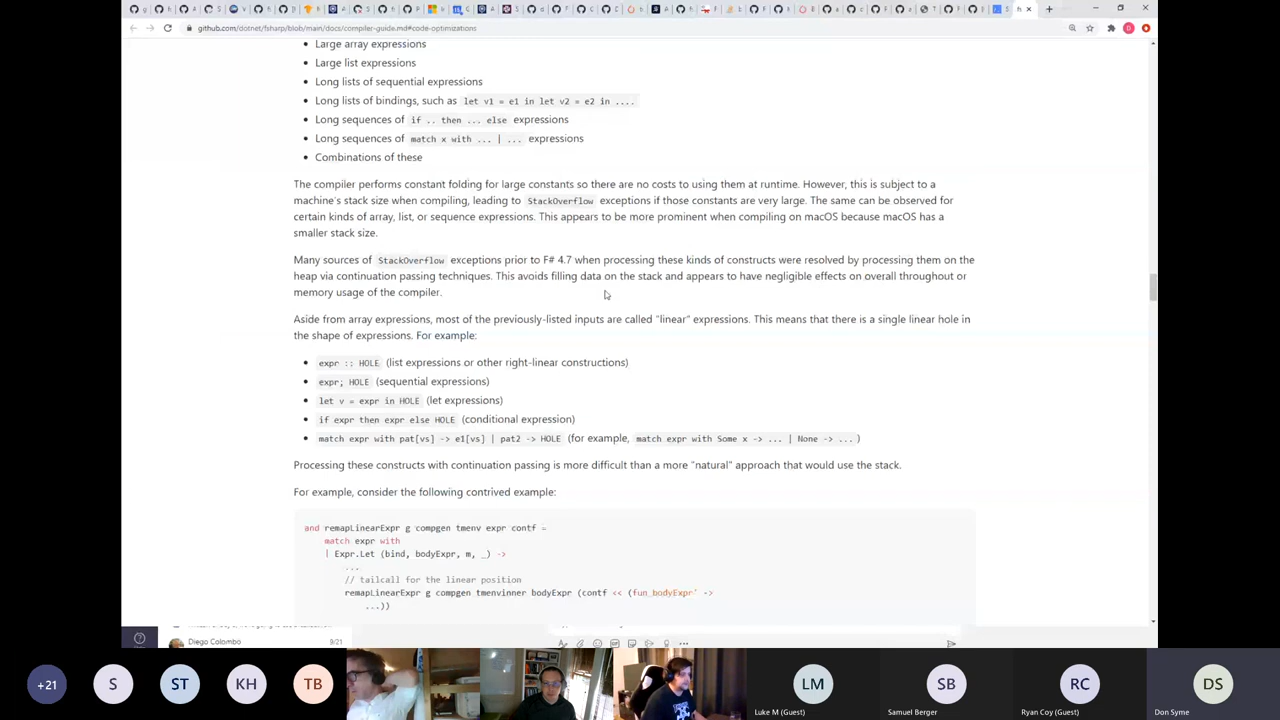 github.com/dotnet/fsharp/blob/main/docs/compiler-guide.md#code-optimizations
Large array expressions
Large list expressions
Long lists of sequential expressions
Long lists of bindings, such as let v1 = e1 in let v2 = e2 in ....
Long sequences of if .. then ... else expressions
Long sequences of match x with ... | ... expressions
Combinations of these
The compiler performs constant folding for large constants so there are no costs to using them at runtime. However, this is subject to a
machine's stack size when compiling, leading to StackOverflow exceptions if those constants are very large. The same can be observed for
certain kinds of array, list, or sequence expressions. This appears to be more prominent when compiling on macOS because macOS has a
smaller stack size.
Many sources of StackOverflow exceptions prior to F# 4.7 when processing these kinds of constructs were resolved by processing them on the
heap via continuation passing techniques. This avoids filling data on the stack and appears to have negligible effects on overall throughout or
memory usage of the compiler.
Aside from array expressions, most of the previously-listed inputs are called "linear" expressions. This means that there is a single linear hole in
the shape of expressions. For example:
expr :: HOLE (list expressions or other right-linear constructions)
expr; HOLE (sequential expressions)
let v = expr in HOLE (let expressions)
if expr then expr else HOLE (conditional expression)
match expr with pat[vs] -> e1[vs] | pat2 -> HOLE (for example, match expr with Some x -> ... | None -> ...)
Processing these constructs with continuation passing is more difficult than a more "natural" approach that would use the stack.
For example, consider the following contrived example:
and remapLinearExpr g compgen tmenv expr contf =
match expr with
| Expr.Let (bind, bodyExpr, m, _) ->
...
// tailcall for the linear position
remapLinearExpr g compgen tmenvinner bodyExpr (contf << (fun bodyExpr' ->
...))
Diego Colombo 9/21
+21 S ST KH TB LM SB RC DS
Luke M (Guest) Samuel Berger Ryan Coy (Guest) Don Syme